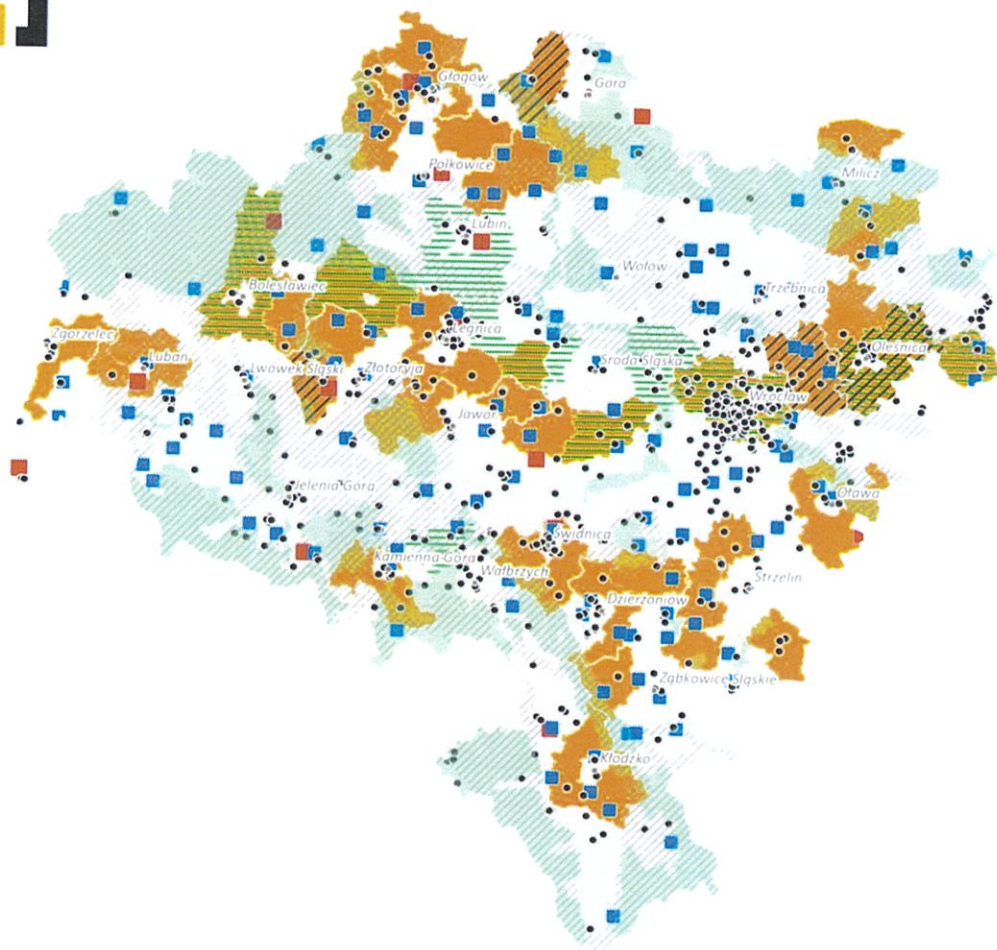 Głogów
Góra
Polkowice
Milicz
Lubin
Wołów
Bolesławiec
Trzebnica
Legnica
Zgorzelec
Lubań
Środa Śląska
Oleśnica
Lwówek Śląski
Złotoryja
Wrocław
Jawor
Jelenia Góra
Oława
Świdnica
Kamienna Góra
Wałbrzych
Strzelin
Dzierżoniów
Ząbkowice Śląskie
Kłodzko